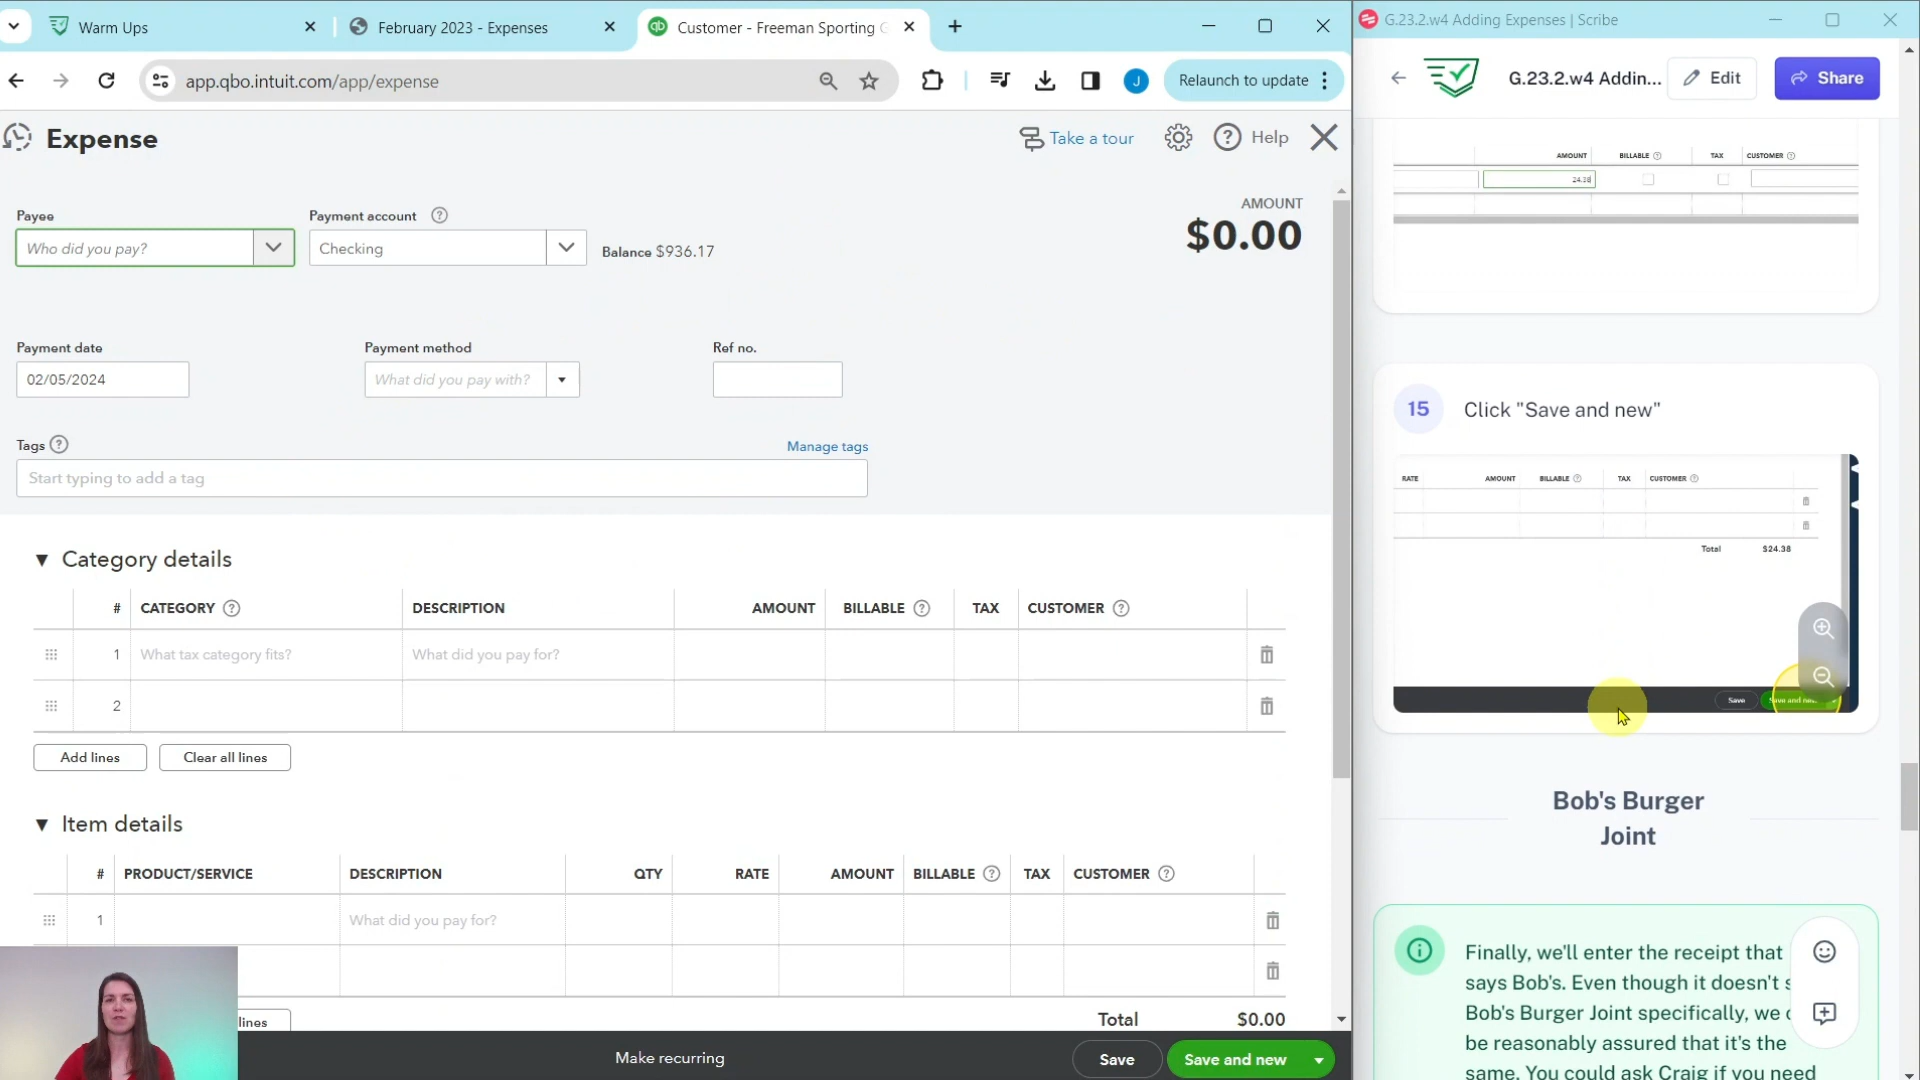 Warm Ups
February 2023 - Expenses
Customer - Freeman Sporting G
G.23.2.w4 Adding Expenses | Scribe
app.qbo.intuit.com/app/expense
J
Relaunch to update
G.23.2.w4 Addin...
Edit
Share
Expense
Take a tour
Help
Payee
Who did you pay?
Payment account
Checking
Balance $936.17
AMOUNT
$0.00
Payment date
02/05/2024
Payment method
What did you pay with?
Ref no.
Tags
Manage tags
Start typing to add a tag
Category details
# CATEGORY DESCRIPTION AMOUNT BILLABLE TAX CUSTOMER
1 What tax category fits? What did you pay for?
2
Add lines
Clear all lines
Item details
# PRODUCT/SERVICE DESCRIPTION QTY RATE AMOUNT BILLABLE TAX CUSTOMER
1 What did you pay for?
lines
Total $0.00
Make recurring
Save
Save and new
AMOUNT BILLABLE TAX CUSTOMER
24.38
15 Click "Save and new"
RATE AMOUNT BILLABLE TAX CUSTOMER
Total $24.38
Save
Save and new
Bob's Burger
Joint
Finally, we'll enter the receipt that
says Bob's. Even though it doesn't s
Bob's Burger Joint specifically, we c
be reasonably assured that it's the
same. You could ask Craig if you need